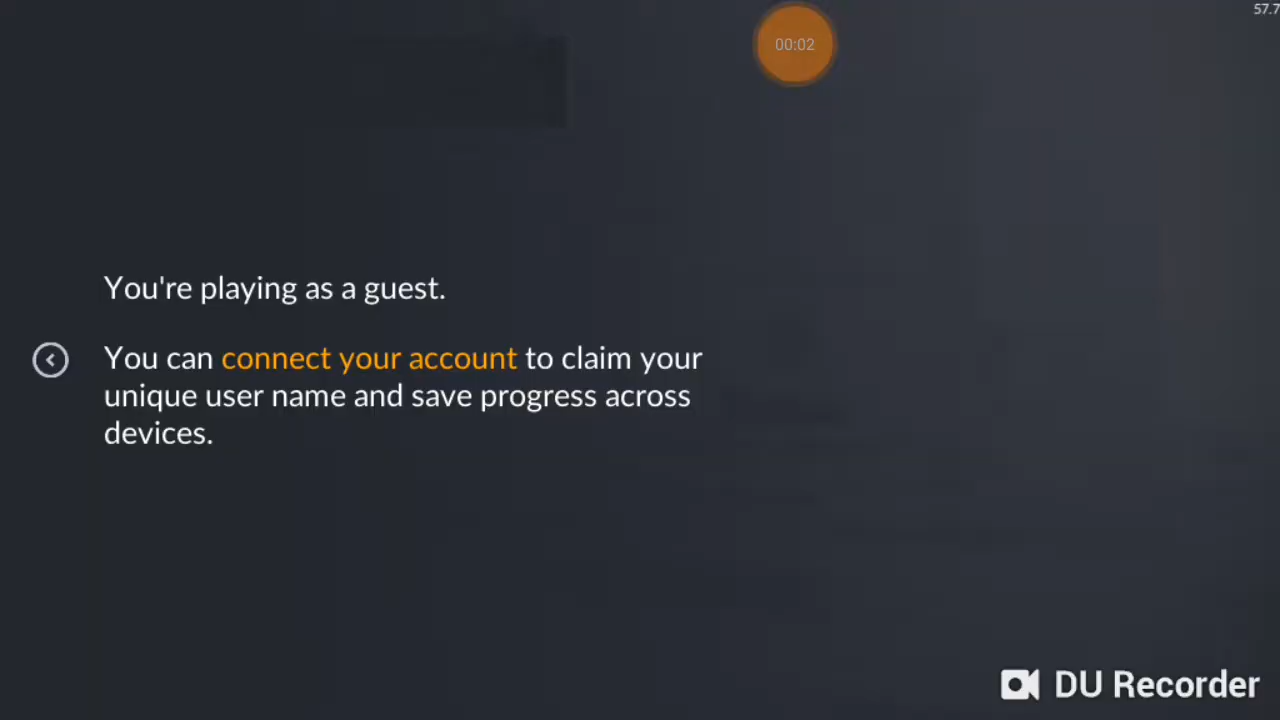 57.7
00:02
You're playing as a guest.
You can connect your account to claim your
unique user name and save progress across
devices.
DU Recorder